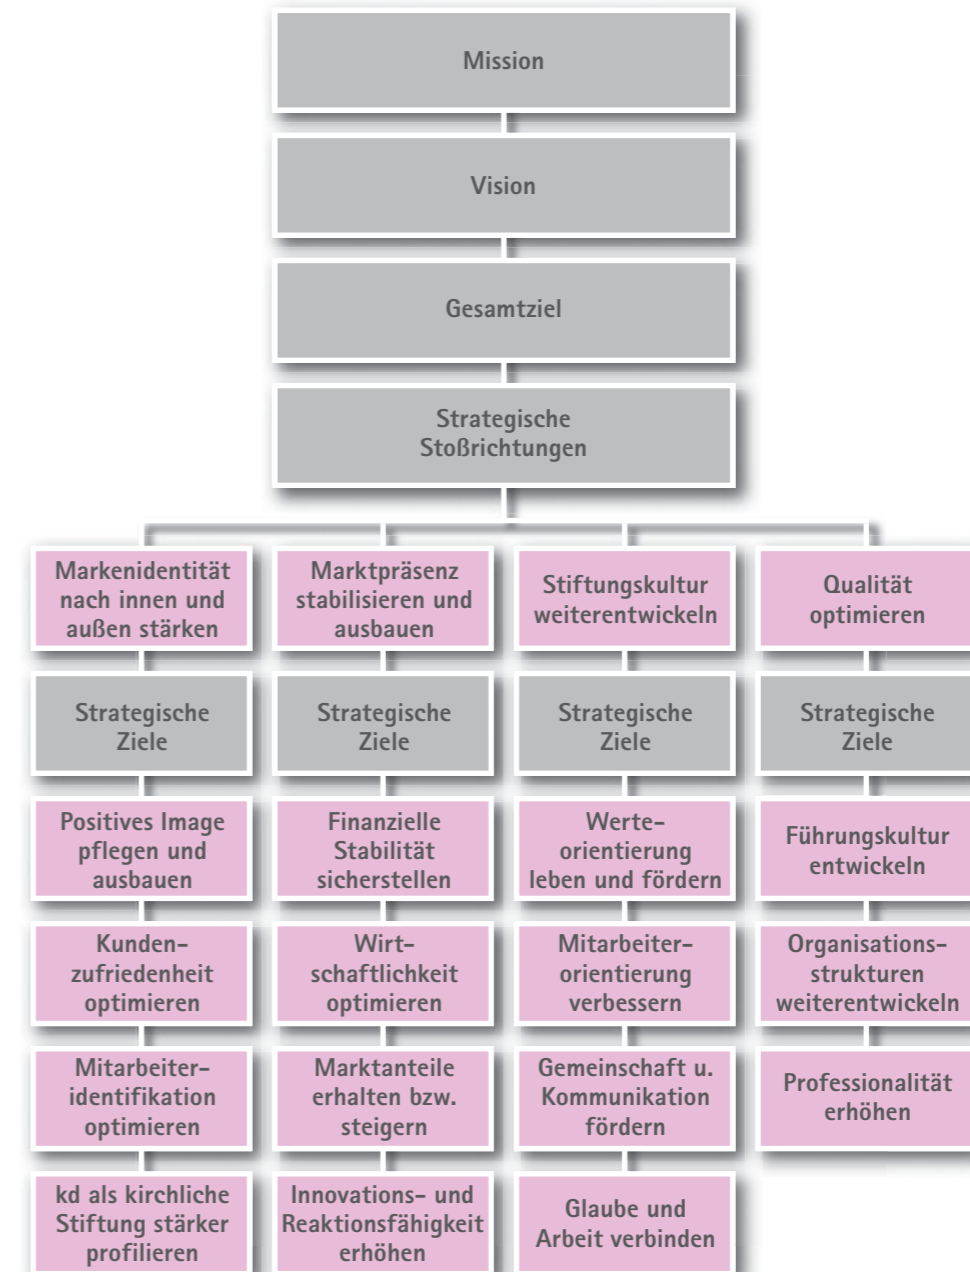 Mission
Vision
Gesamtziel
Strategische
Stoßrichtungen
Markenidentität
nach innen und
außen stärken
Marktpräsenz
stabilisieren und
ausbauen
Stiftungskultur
weiterentwickeln
Qualität
optimieren
Strategische
Ziele
Strategische
Ziele
Strategische
Ziele
Strategische
Ziele
Positives Image
pflegen und
ausbauen
Finanzielle
Stabilität
sicherstellen
Werte-
orientierung
leben und fördern
Führungskultur
entwickeln
Kunden-
zufriedenheit
optimieren
Wirt-
schaftlichkeit
optimieren
Mitarbeiter-
orientierung
verbessern
Organisations-
strukturen
weiterentwickeln
Mitarbeiter-
identifikation
optimieren
Marktanteile
erhalten bzw.
steigern
Gemeinschaft u.
Kommunikation
fördern
Professionalität
erhöhen
kd als kirchliche
Stiftung stärker
profilieren
Innovations- und
Reaktionsfähigkeit
erhöhen
Glaube und
Arbeit verbinden